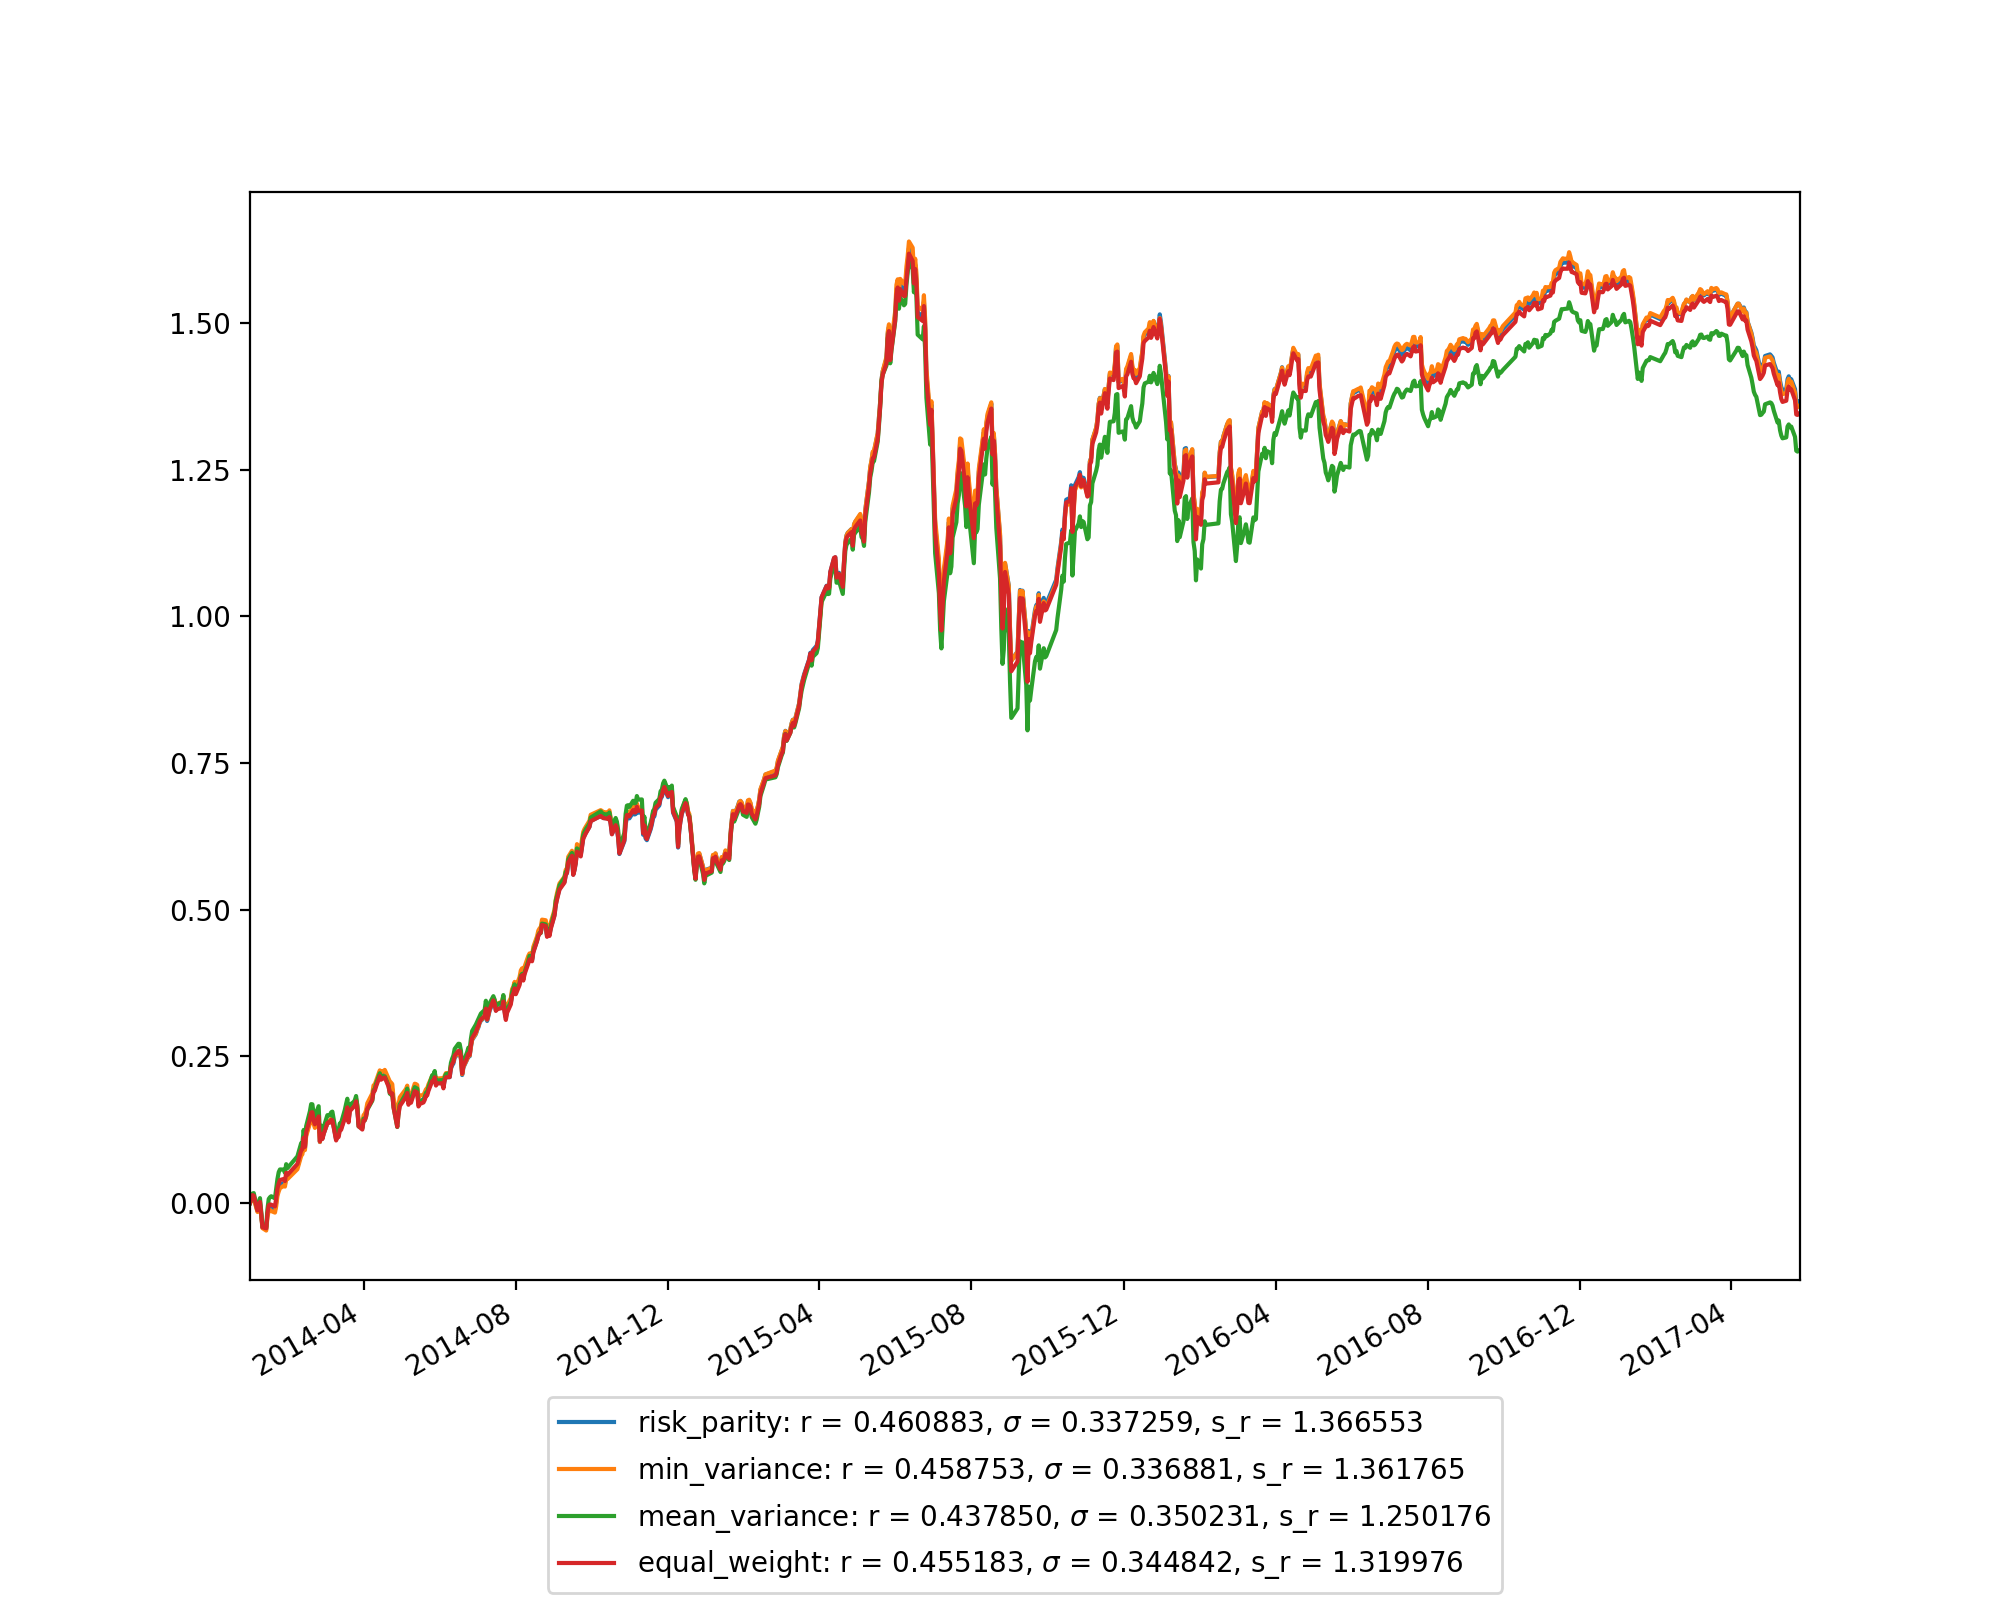 1.50
1.25
1.00
0.75
0.50
0.25
0.00
2014-04 2014-08 2014-12 2015-04 2015-08 2015-12 2016-04 2016-08 2016-12 2017-04
risk_parity: r = 0.460883, σ = 0.337259, s_r = 1.366553
min_variance: r = 0.458753, σ = 0.336881, s_r = 1.361765
mean_variance: r = 0.437850, σ = 0.350231, s_r = 1.250176
equal_weight: r = 0.455183, σ = 0.344842, s_r = 1.319976